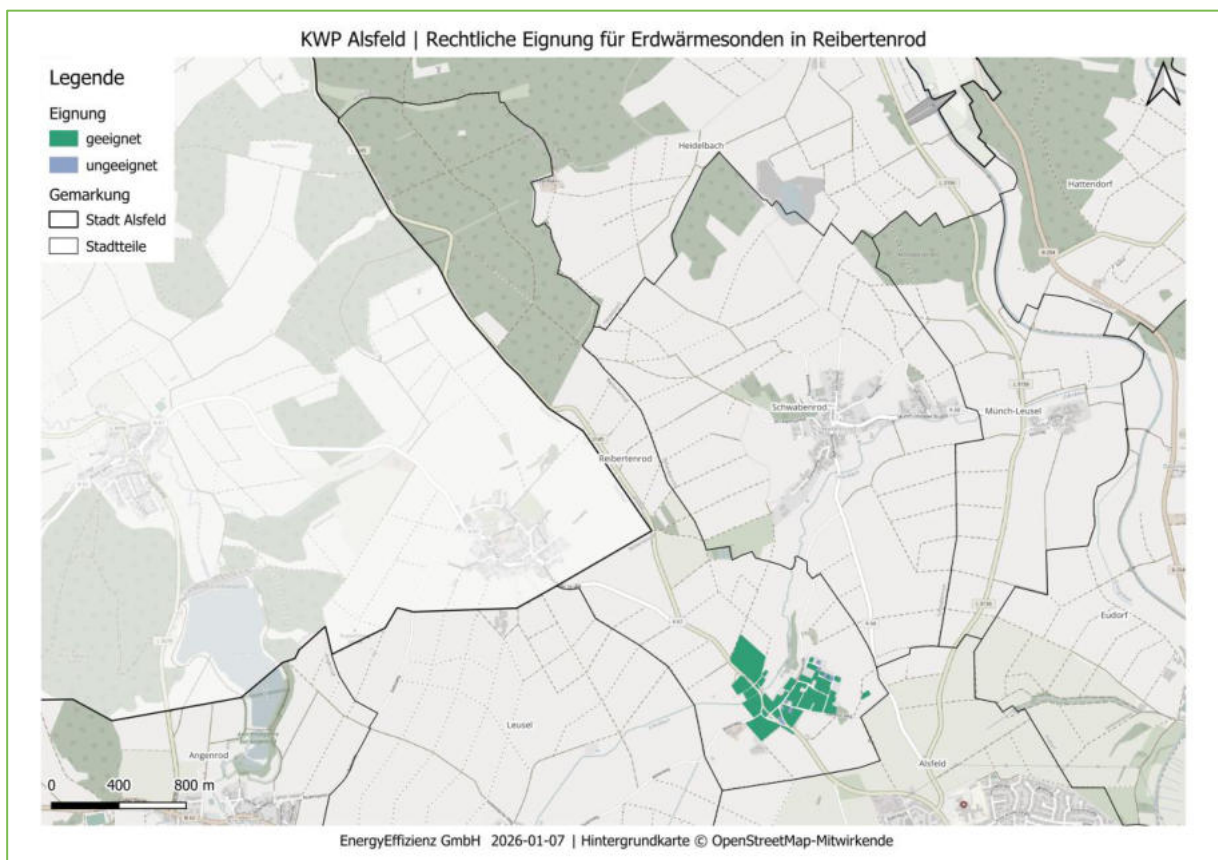 KWP Alsfeld | Rechtliche Eignung für Erdwärmesonden in Reibertenrod
Legende
Eignung
geeignet
ungeeignet
Gemarkung
Stadt Alsfeld
Stadtteile
Heidelbach
Hattendorf
Schwabenrod
Münch-Leusel
Reibertenrod
Eudorf
Leusel
Angenrod
Alsfeld
0 400 800 m
EnergyEffizienz GmbH 2026-01-07 | Hintergrundkarte © OpenStreetMap-Mitwirkende